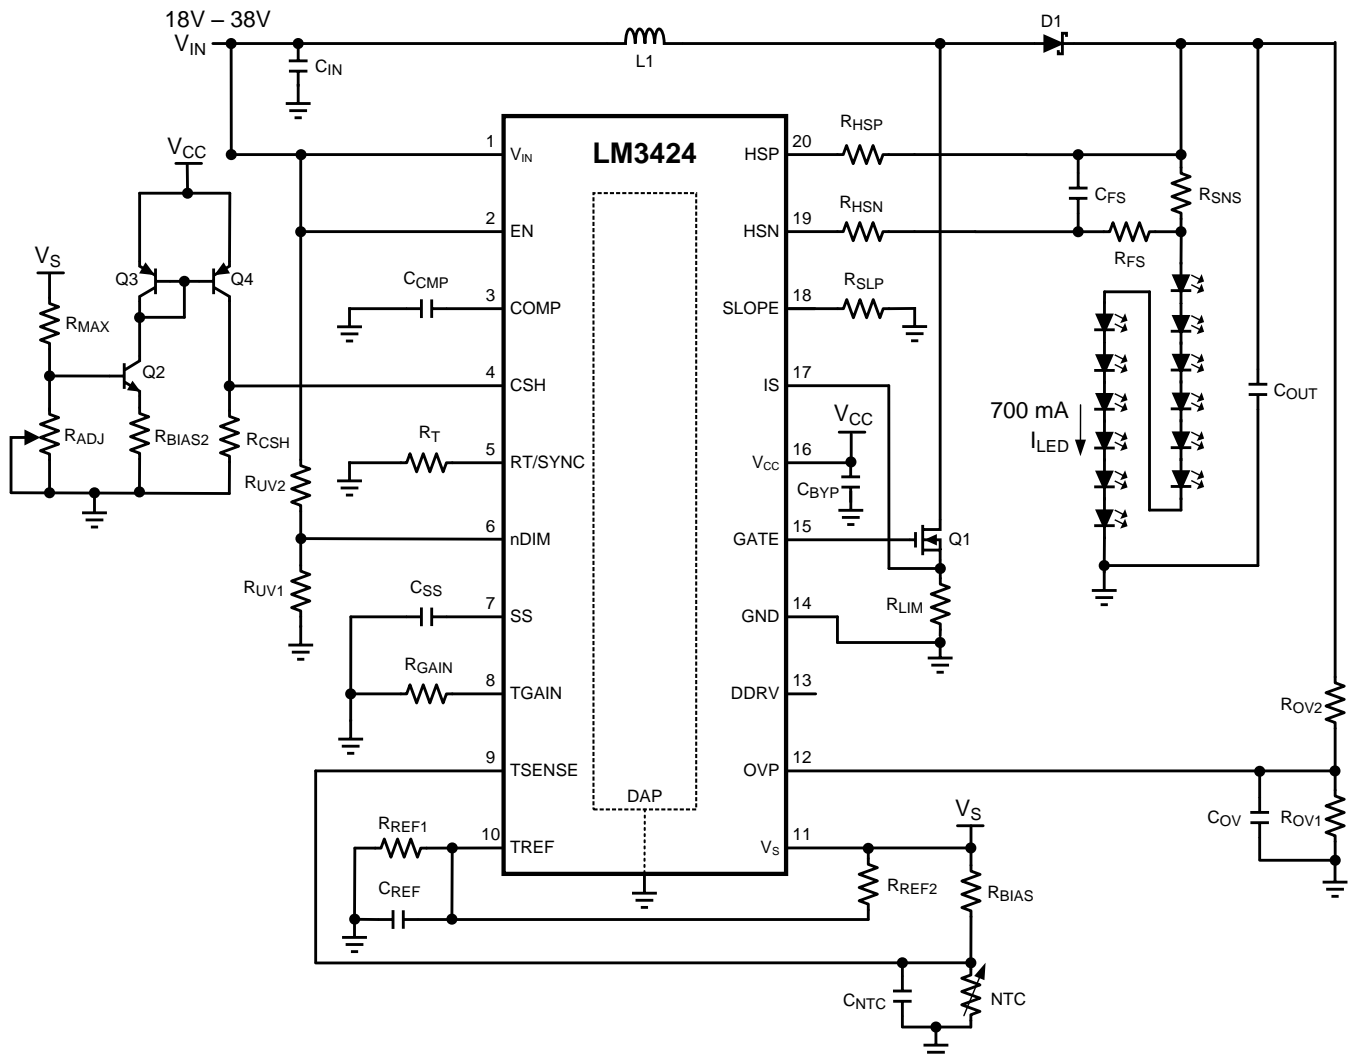 18V – 38V
VIN
D1
L1
CIN
LM3424
1
VIN
20
HSP
RHSP
VCC
2
EN
19
HSN
RHSN
CFS
RSNS
RFS
VS
Q3
Q4
CCMP
3
COMP
18
SLOPE
RSLP
RMAX
Q2
4
CSH
17
IS
COUT
RADJ
RBIAS2
RCSH
700 mA
ILED
RT
5
RT/SYNC
16
VCC
VCC
CBYP
RUV2
6
nDIM
15
GATE
Q1
RUV1
CSS
7
SS
14
GND
RLIM
RGAIN
8
TGAIN
13
DDRV
ROV2
9
TSENSE
12
OVP
DAP
VS
COV
ROV1
RREF1
10
TREF
11
VS
CREF
RREF2
RBIAS
CNTC
NTC